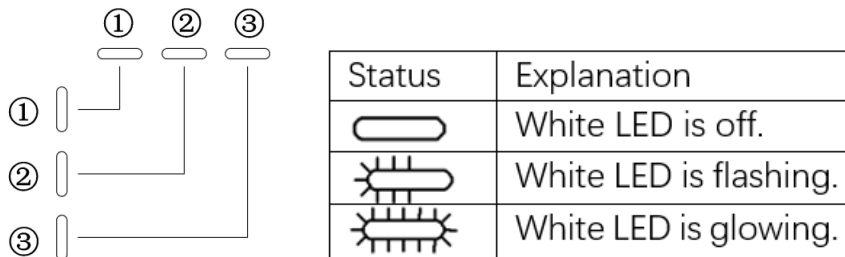 ① ② ③
①
②
③
Status Explanation
White LED is off.
White LED is flashing.
White LED is glowing.